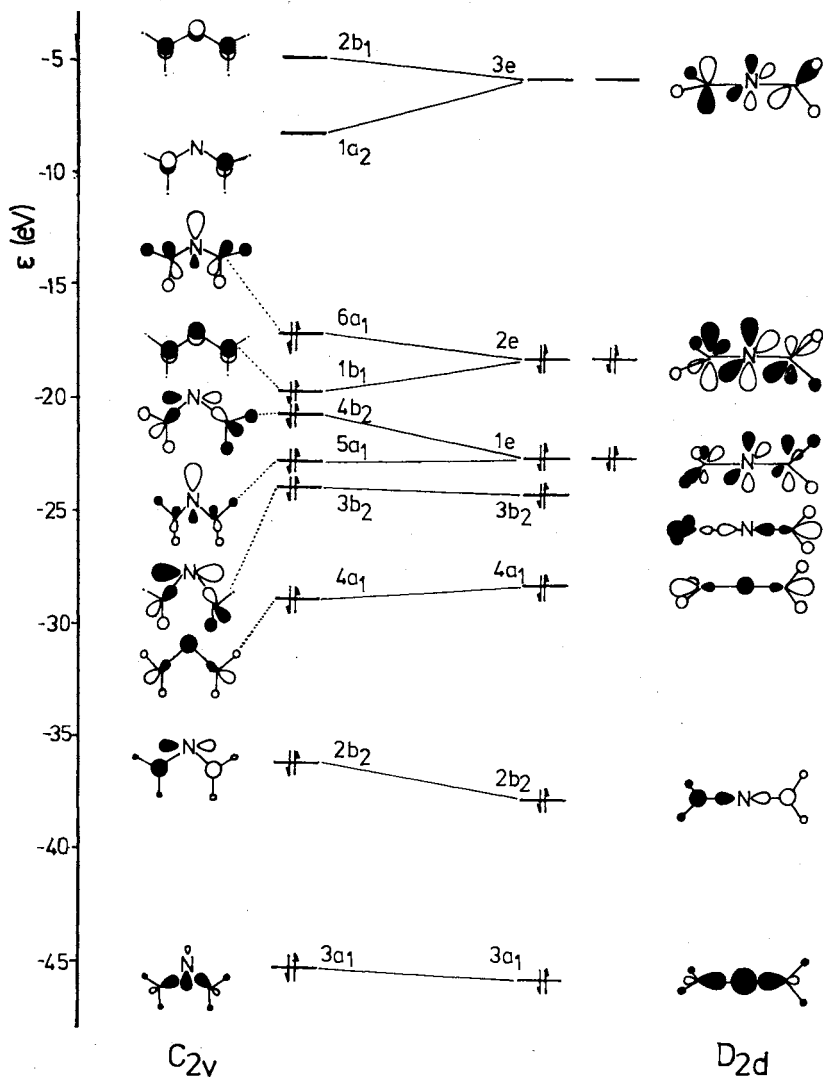 ε (eV)
-5
-10
-15
-20
-25
-30
-35
-40
-45
2b₁
3e
N
1a₂
N
N
6a₁
2e
N
1b₁
N
4b₂
1e
N
5a₁
N
3b₂
3b₂
N
N
4a₁
4a₁
N
2b₂
2b₂
N
N
3a₁
3a₁
C₂ᵥ
D₂d